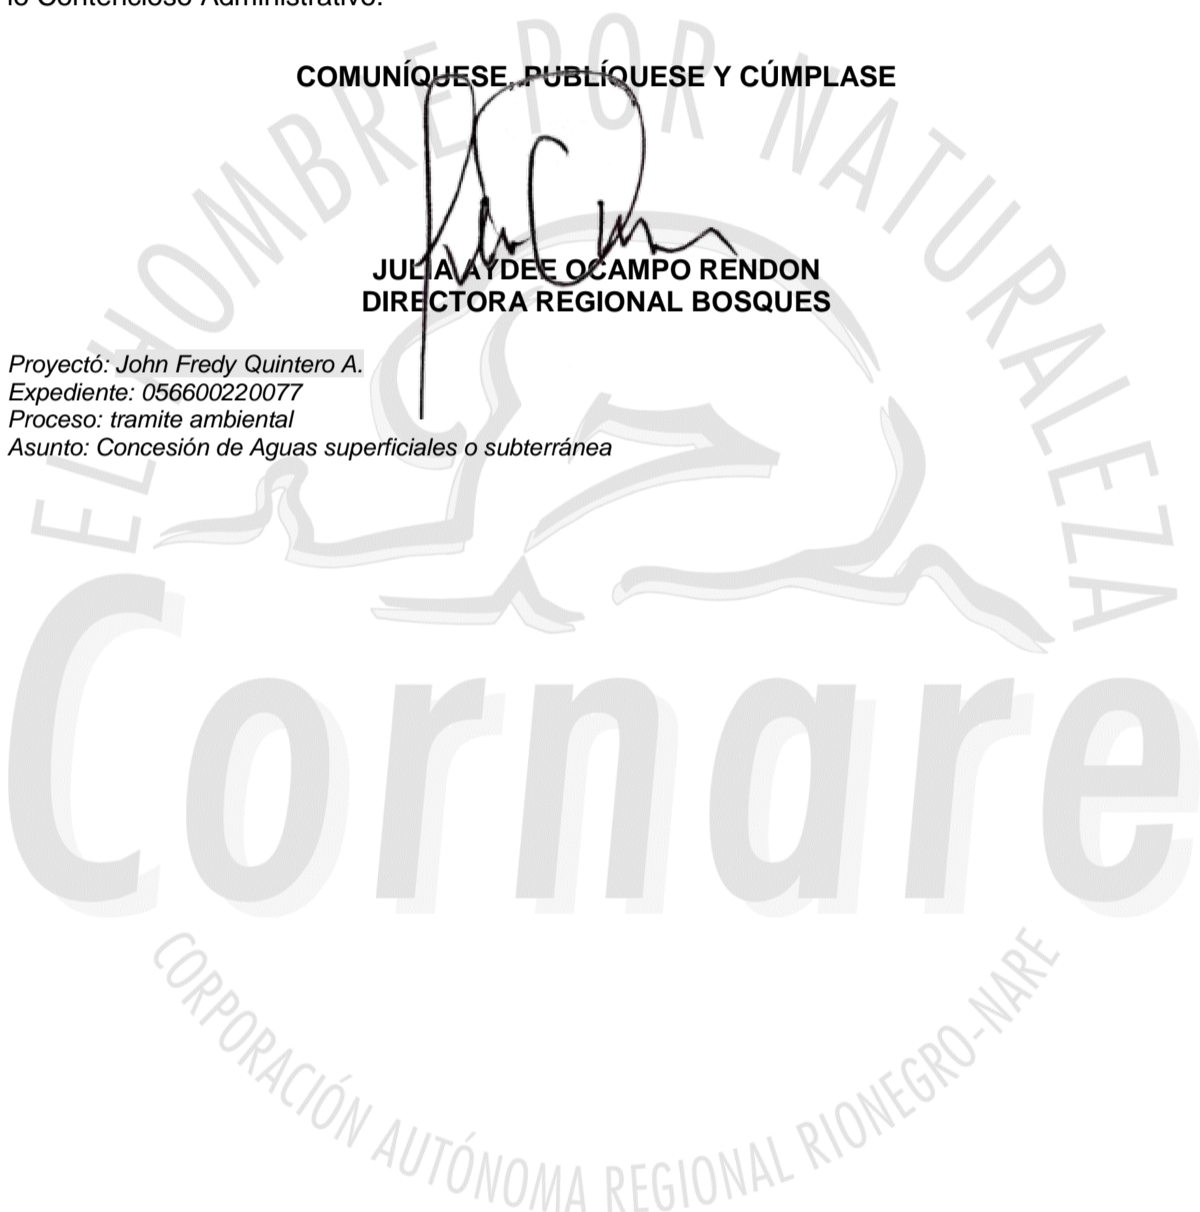 lo Contencioso Administrativo.
COMUNÍQUESE, PUBLÍQUESE Y CÚMPLASE
JULIA AYDEE OCAMPO RENDON
DIRECTORA REGIONAL BOSQUES
Proyectó: John Fredy Quintero A.
Expediente: 056600220077
Proceso: tramite ambiental
Asunto: Concesión de Aguas superficiales o subterránea
EL HOMBRE POR NATURALEZA
Cornare
CORPORACIÓN AUTÓNOMA REGIONAL RIONEGRO-NARE